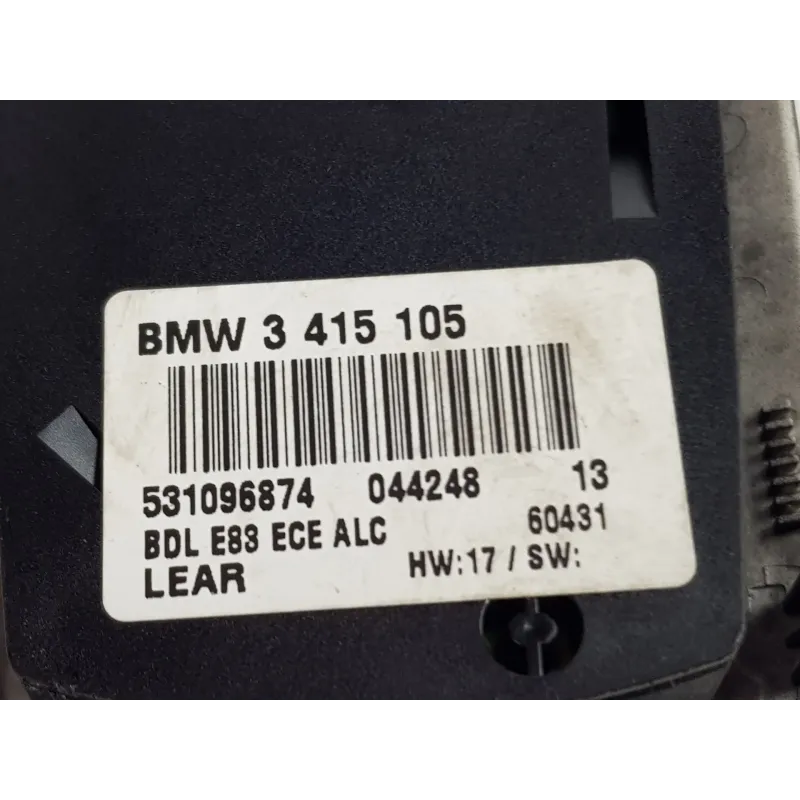 BMW 3 415 105
531096874 044248 13
BDL E83 ECE ALC 60431
LEAR HW:17 / SW: